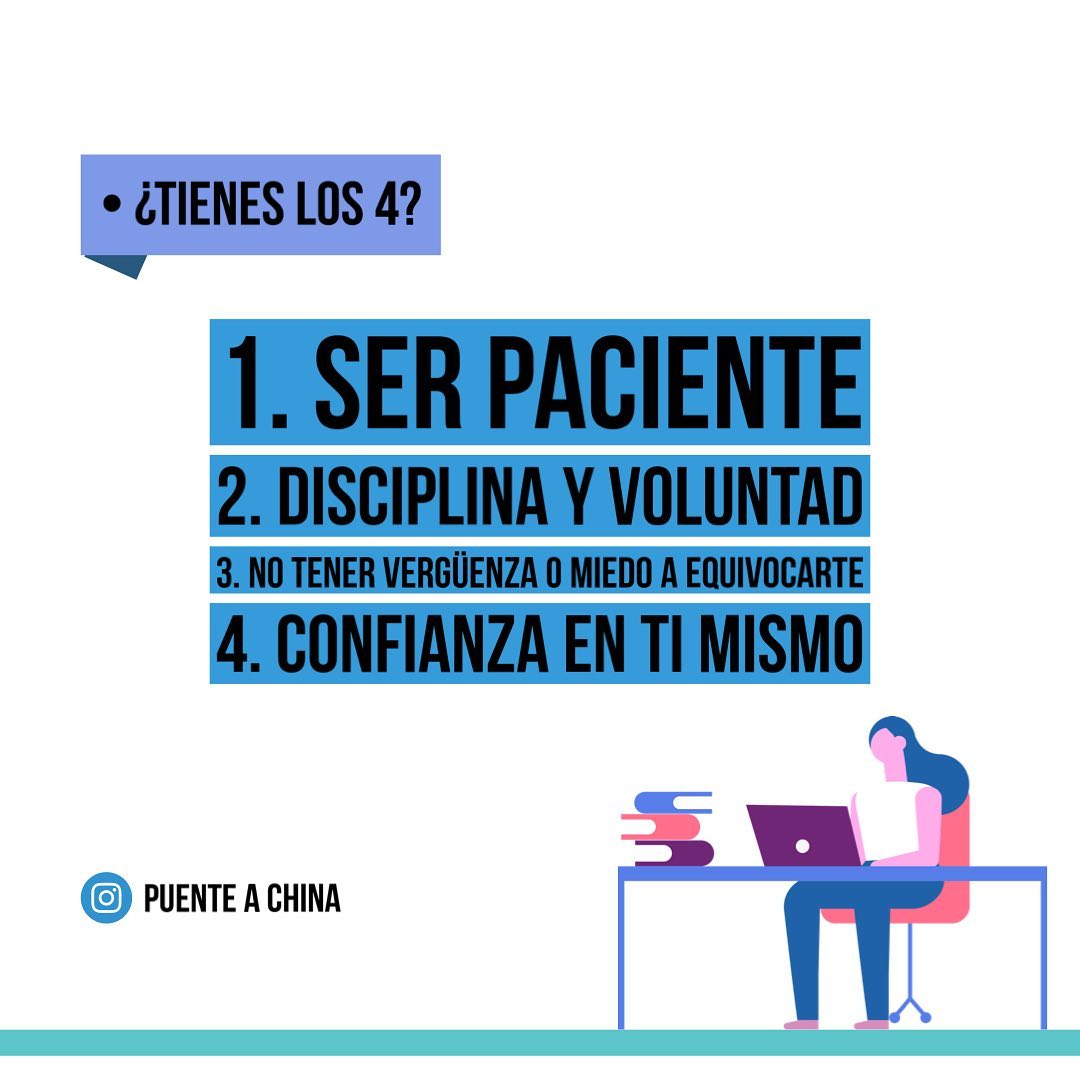 • ¿TIENES LOS 4?
1. SER PACIENTE
2. DISCIPLINA Y VOLUNTAD
3. NO TENER VERGÜENZA O MIEDO A EQUIVOCARTE
4. CONFIANZA EN TI MISMO
PUENTE A CHINA